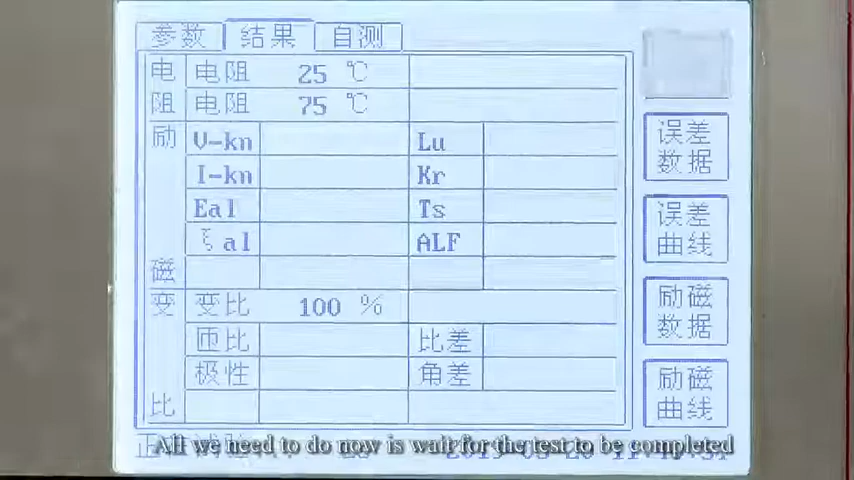 参数 结果 自测
电 电阻 25 ℃
阻 电阻 75 ℃
励 V-kn Lu
I-kn Kr
Eal Ts
ξal ALF
磁
变 变比 100 %
匝比 比差
极性 角差
比
误差
数据
误差
曲线
励磁
数据
励磁
曲线
All we need to do now is wait for the test to be completed